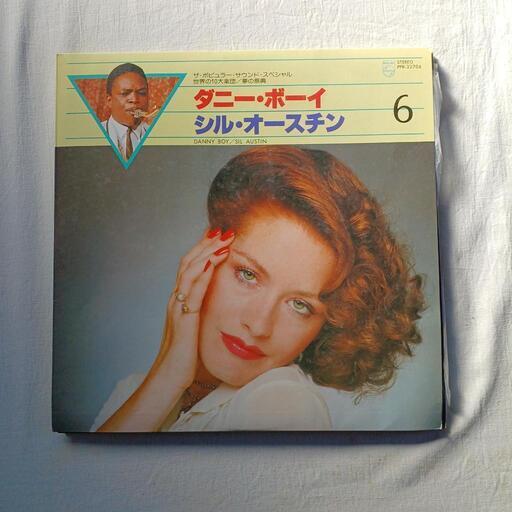 ザ・ポピュラー・サウンド・スペシャル
世界の10大楽団/夢の祭典
ダニー・ボーイ
シル・オースチン
DANNY BOY/SIL AUSTIN
6
STEREO